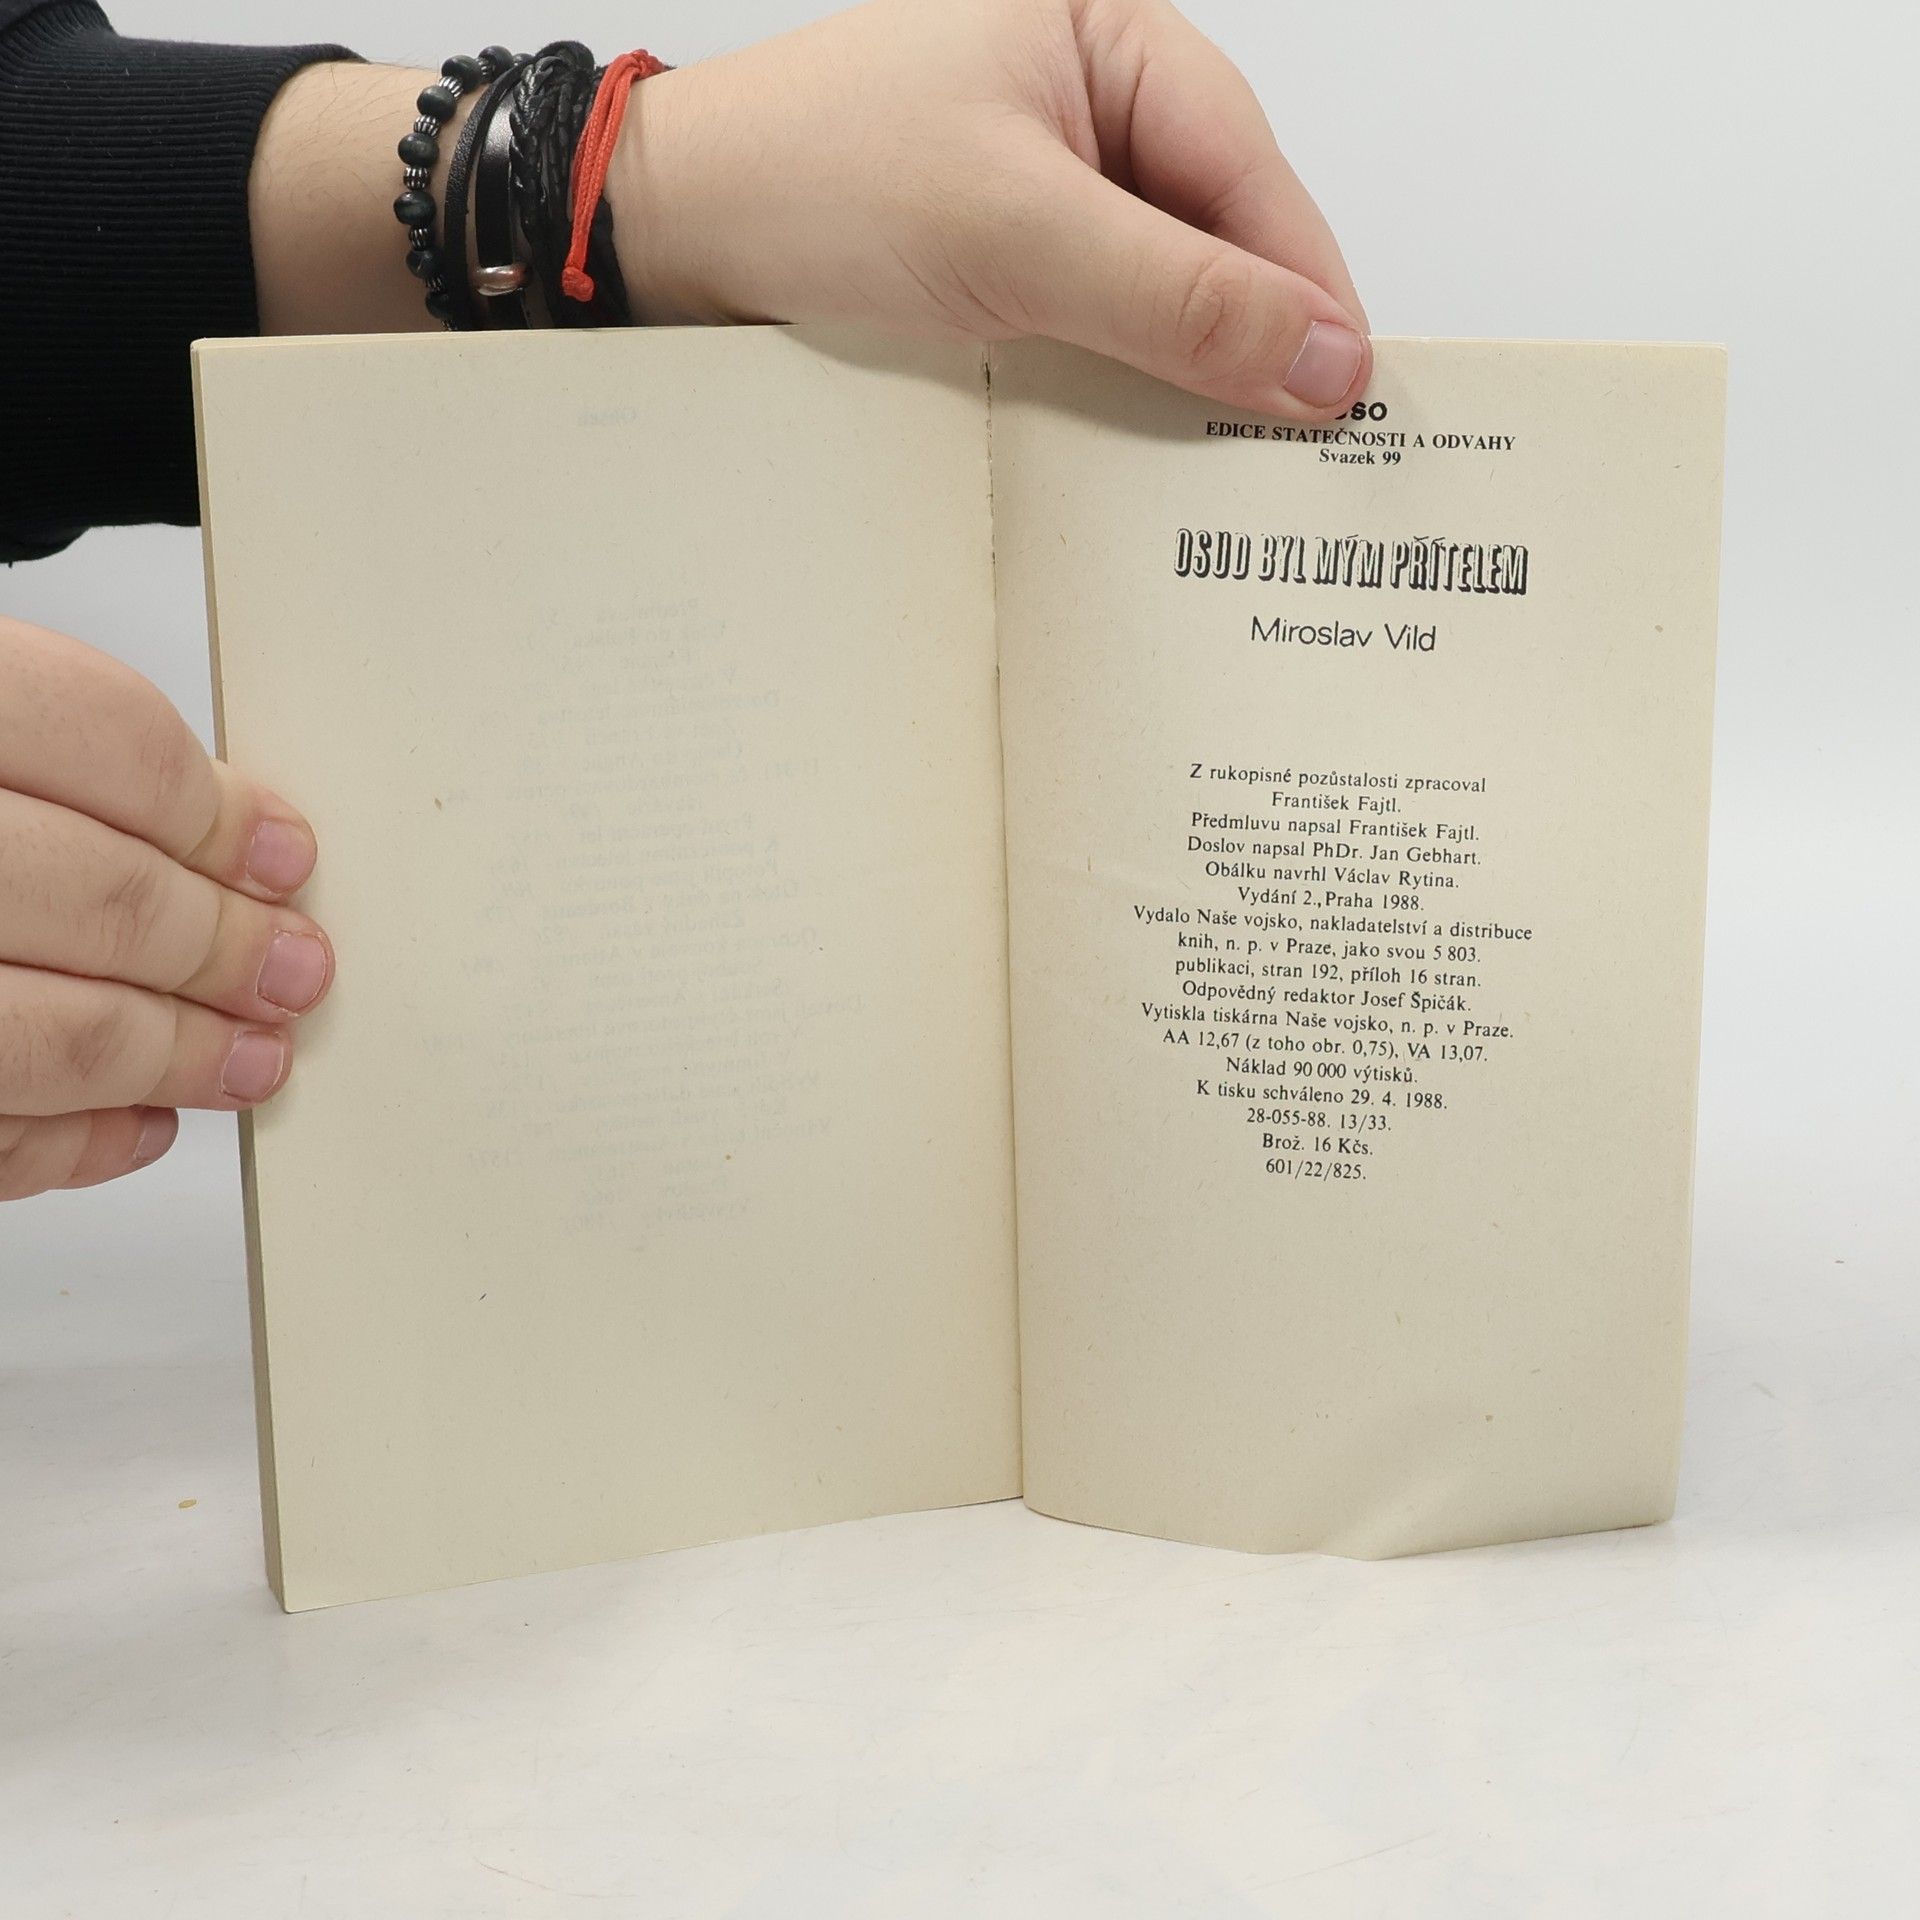 EDICE STATEČNOSTI A ODVAHY
Svazek 99
OSUD BYL MÝM PŘÍTELEM
Miroslav Vild
Z rukopisné pozůstalosti zpracoval
František Fajtl.
Předmluvu napsal František Fajtl.
Doslov napsal PhDr. Jan Gebhart.
Obálku navrhl Václav Rytina.
Vydání 2., Praha 1988.
Vydalo Naše vojsko, nakladatelství a distribuce
knih, n. p. v Praze, jako svou 5 803.
publikaci, stran 192, příloh 16 stran.
Odpovědný redaktor Josef Špičák.
Vytiskla tiskárna Naše vojsko, n. p. v Praze.
AA 12,67 (z toho obr. 0,75), VA 13,07.
Náklad 90 000 výtisků.
K tisku schváleno 29. 4. 1988.
28-055-88. 13/33.
Brož. 16 Kčs.
601/22/825.